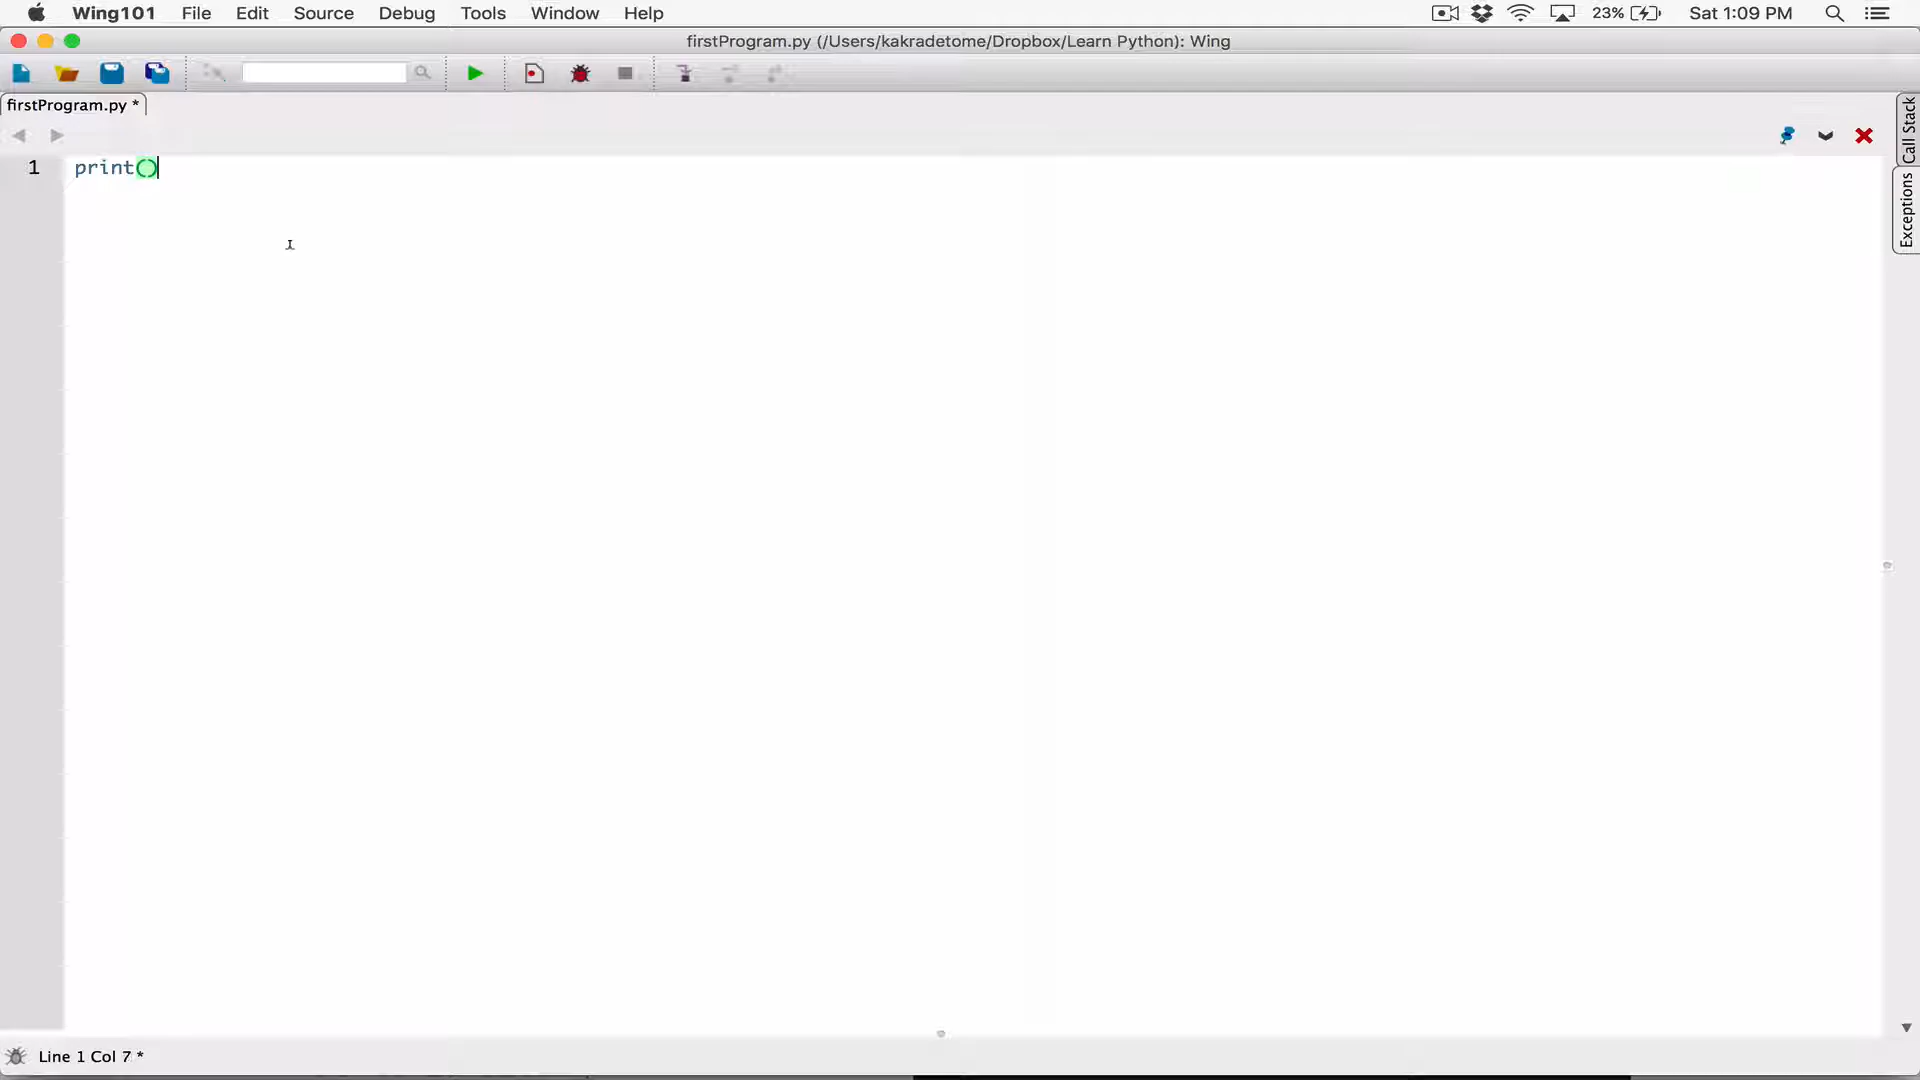 Wing101 File Edit Source Debug Tools Window Help 23% Sat 1:09 PM
firstProgram.py (/Users/kakradetome/Dropbox/Learn Python): Wing
firstProgram.py *
Call Stack
Exceptions
1 print()
Line 1 Col 7 *